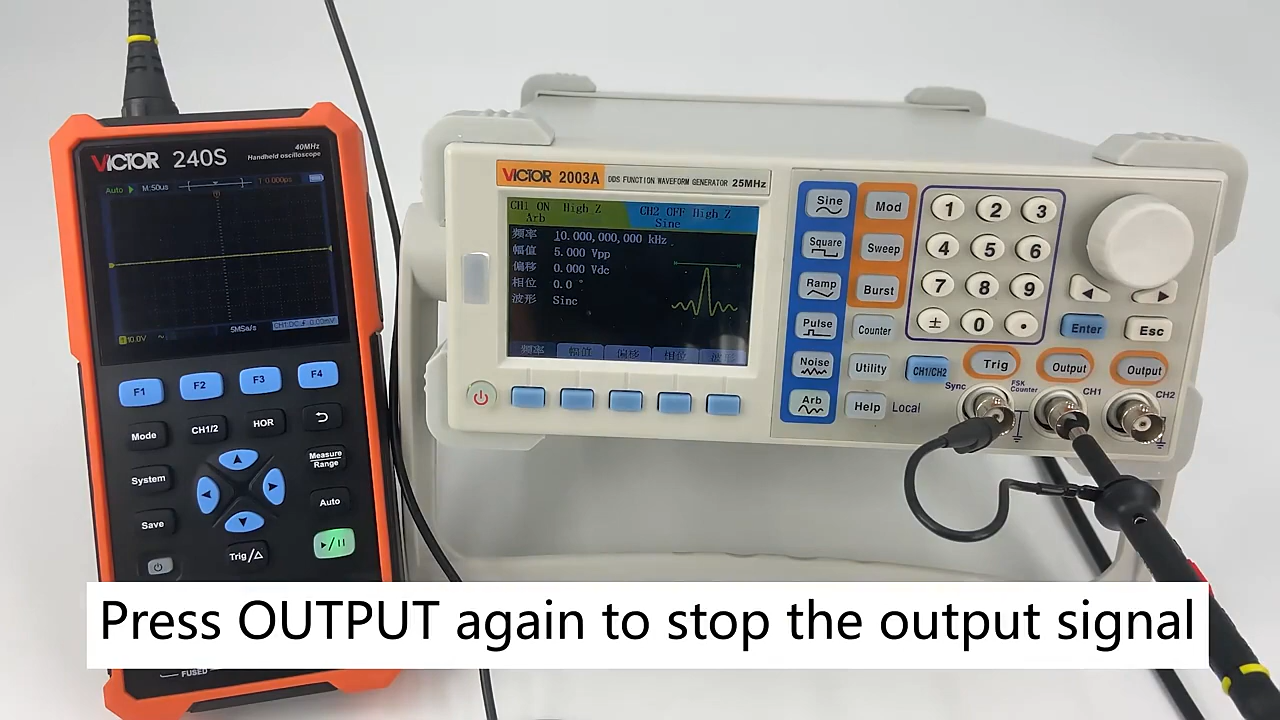 VICTOR 240S
40MHz
Handheld oscilloscope
Auto M:50us T 0.000ps
5MSa/s
10.0V
F1 F2 F3 F4
Mode CH1/2 HOR
System Measure
Range
Save Auto
Trig/△
FUSED
VICTOR 2003A DDS FUNCTION WAVEFORM GENERATOR 25MHz
CH1 ON High Z CH2 OFF High Z
Arb Sine
频率 10.000,000,000 kHz
幅值 5.000 Vpp
偏移 0.000 Vdc
相位 0.0 °
波形 Sinc
频率 幅值 偏移 相位
Sine Mod
Square Sweep
Ramp Burst
Pulse Counter
Noise Utility CH1/CH2
Arb Help Local
1 2 3
4 5 6
7 8 9
± 0 .
Enter Esc
Trig Output Output
Sync FSK
Counter CH1 CH2
Press OUTPUT again to stop the output signal